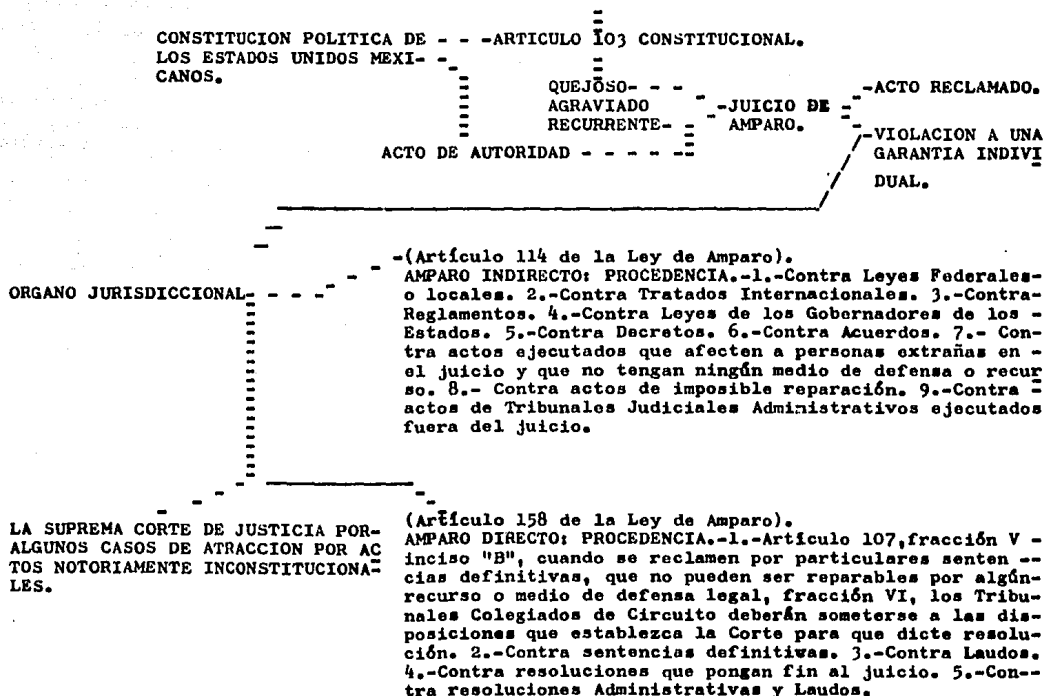 CONSTITUCION POLITICA DE - - -ARTICULO 103 CONSTITUCIONAL.
LOS ESTADOS UNIDOS MEXI- -
CANOS.
QUEJOSO- - -
AGRAVIADO
RECURRENTE- -
-JUICIO DE
AMPARO.
-ACTO RECLAMADO.
-VIOLACION A UNA
GARANTIA INDIVI
DUAL.
ACTO DE AUTORIDAD - - - - -
ORGANO JURISDICCIONAL- - - -
-(Artículo 114 de la Ley de Amparo).
AMPARO INDIRECTO: PROCEDENCIA.-1.-Contra Leyes Federales-
o locales. 2.-Contra Tratados Internacionales. 3.-Contra-
Reglamentos. 4.-Contra Leyes de los Gobernadores de los -
Estados. 5.-Contra Decretos. 6.-Contra Acuerdos. 7.- Con-
tra actos ejecutados que afecten a personas extrañas en -
el juicio y que no tengan ningún medio de defensa o recur
so. 8.- Contra actos de imposible reparación. 9.-Contra -
actos de Tribunales Judiciales Administrativos ejecutados
fuera del juicio.
LA SUPREMA CORTE DE JUSTICIA POR-
ALGUNOS CASOS DE ATRACCION POR AC
TOS NOTORIAMENTE INCONSTITUCIONA-
LES.
(Artículo 158 de la Ley de Amparo).
AMPARO DIRECTO: PROCEDENCIA.-1.-Artículo 107,fracción V -
inciso "B", cuando se reclamen por particulares senten --
cias definitivas, que no pueden ser reparables por algún-
recurso o medio de defensa legal, fracción VI, los Tribu-
nales Colegiados de Circuito deberán someterse a las dis-
posiciones que establezca la Corte para que dicte resolu-
ción. 2.-Contra sentencias definitivas. 3.-Contra Laudos.
4.-Contra resoluciones que pongan fin al juicio. 5.-Con--
tra resoluciones Administrativas y Laudos.